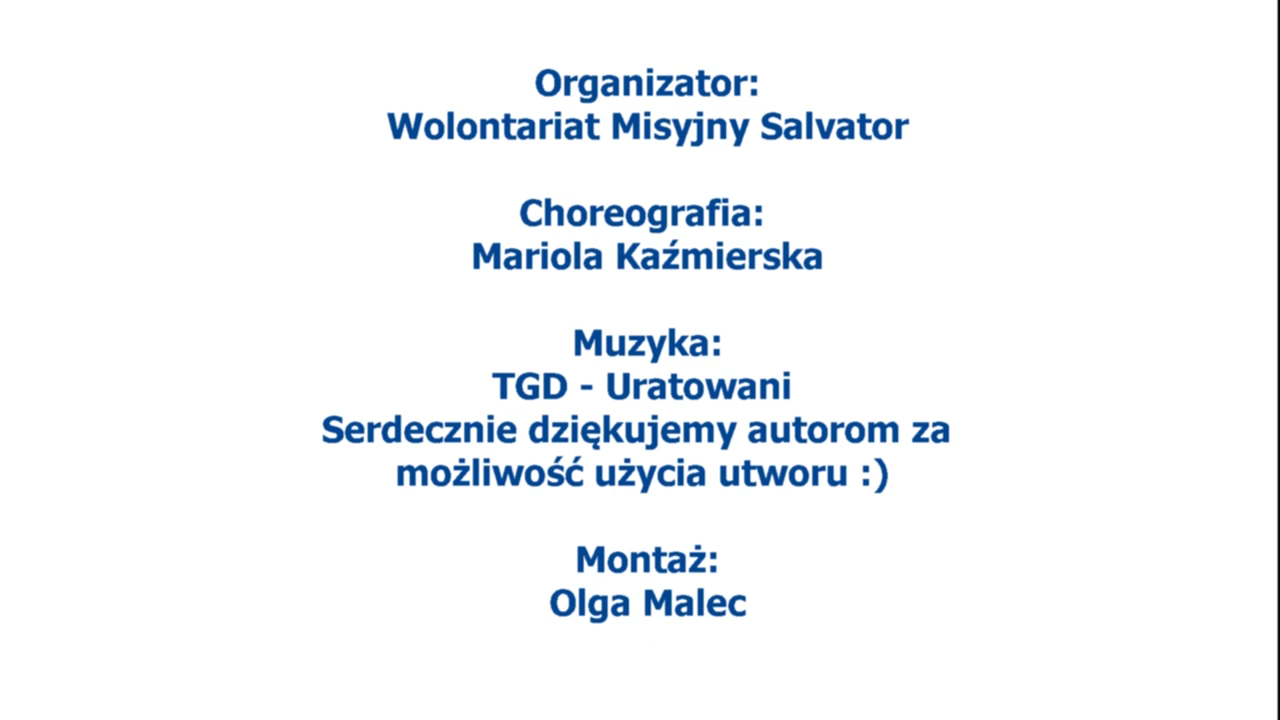 Organizator:
Wolontariat Misyjny Salvator
Choreografia:
Mariola Kaźmierska
Muzyka:
TGD - Uratowani
Serdecznie dziękujemy autorom za
możliwość użycia utworu :)
Montaż:
Olga Malec